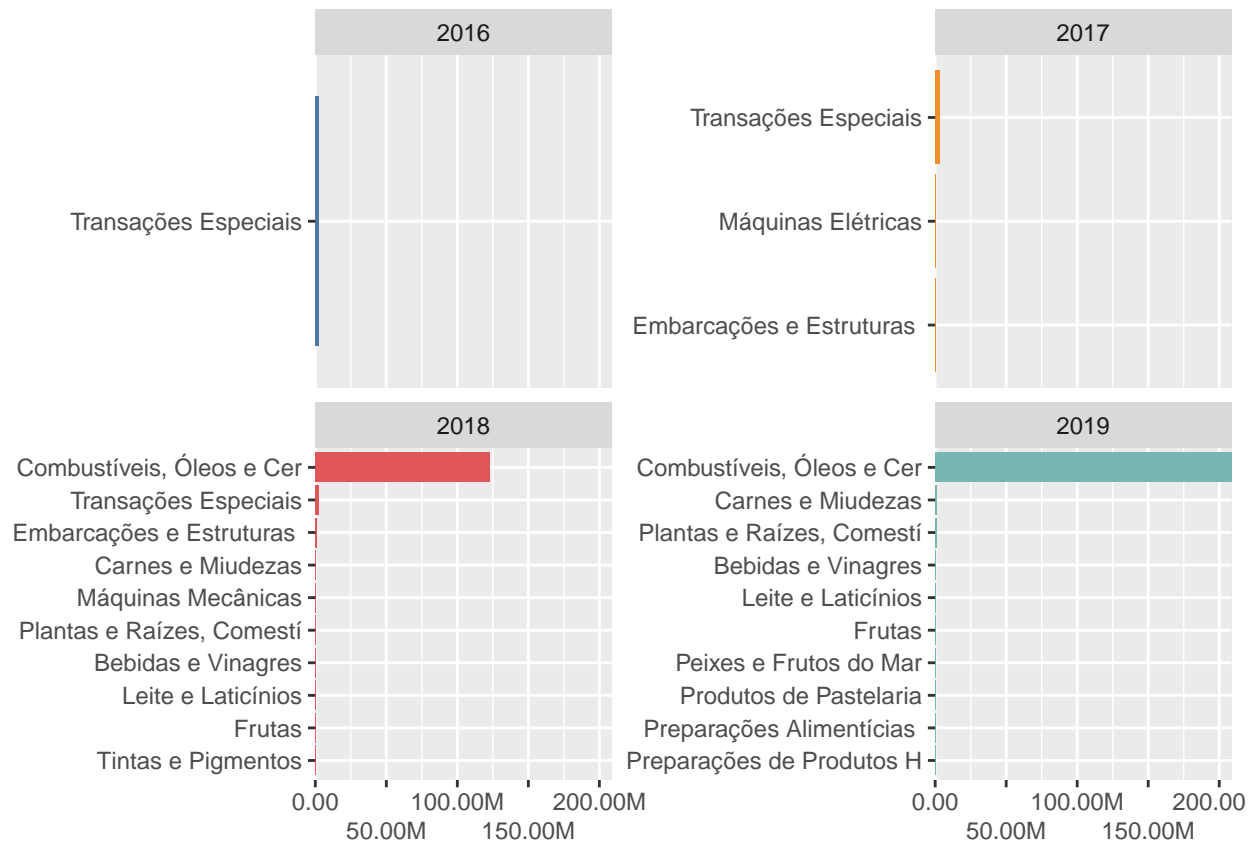 2016
Transações Especiais
2017
Transações Especiais
Máquinas Elétricas
Embarcações e Estruturas
2018
Combustíveis, Óleos e Cer
Transações Especiais
Embarcações e Estruturas
Carnes e Miudezas
Máquinas Mecânicas
Plantas e Raízes, Comestí
Bebidas e Vinagres
Leite e Laticínios
Frutas
Tintas e Pigmentos
0.00 100.00M 200.00M
50.00M 150.00M
2019
Combustíveis, Óleos e Cer
Carnes e Miudezas
Plantas e Raízes, Comestí
Bebidas e Vinagres
Leite e Laticínios
Frutas
Peixes e Frutos do Mar
Produtos de Pastelaria
Preparações Alimentícias
Preparações de Produtos H
0.00 100.00M 200.00
50.00M 150.00M